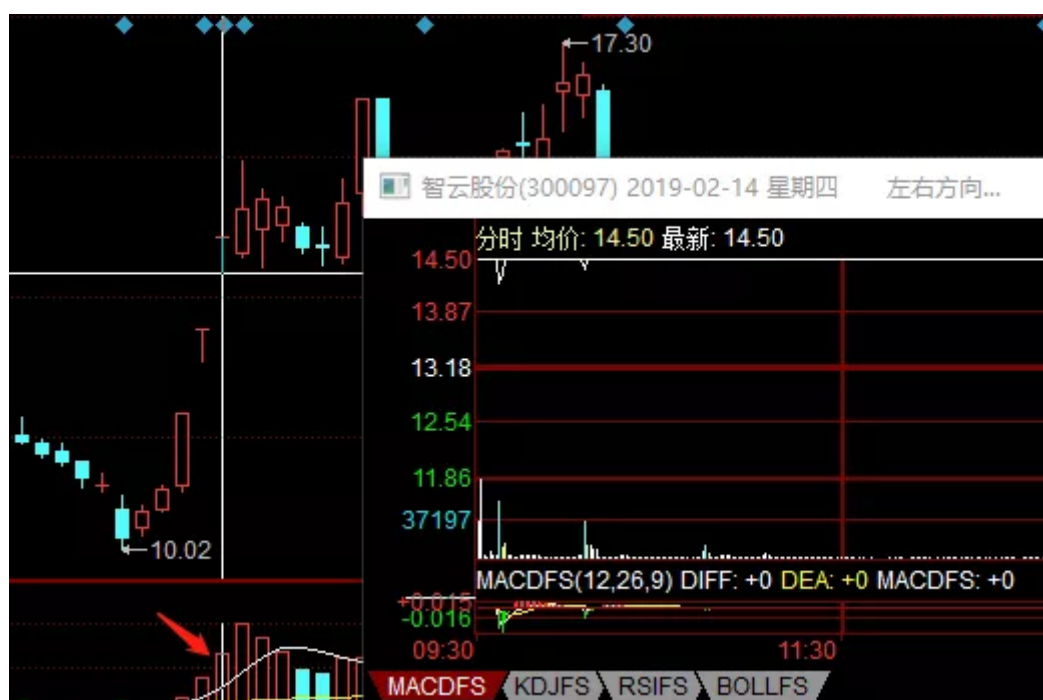 17.30
智云股份(300097) 2019-02-14 星期四 左右方向...
分时 均价: 14.50 最新: 14.50
14.50
13.87
13.18
12.54
11.86
37197
10.02
MACDFS(12,26,9) DIFF: +0 DEA: +0 MACDFS: +0
+0.015
-0.016
09:30 11:30
MACDFS KDJFS RSIFS BOLLFS